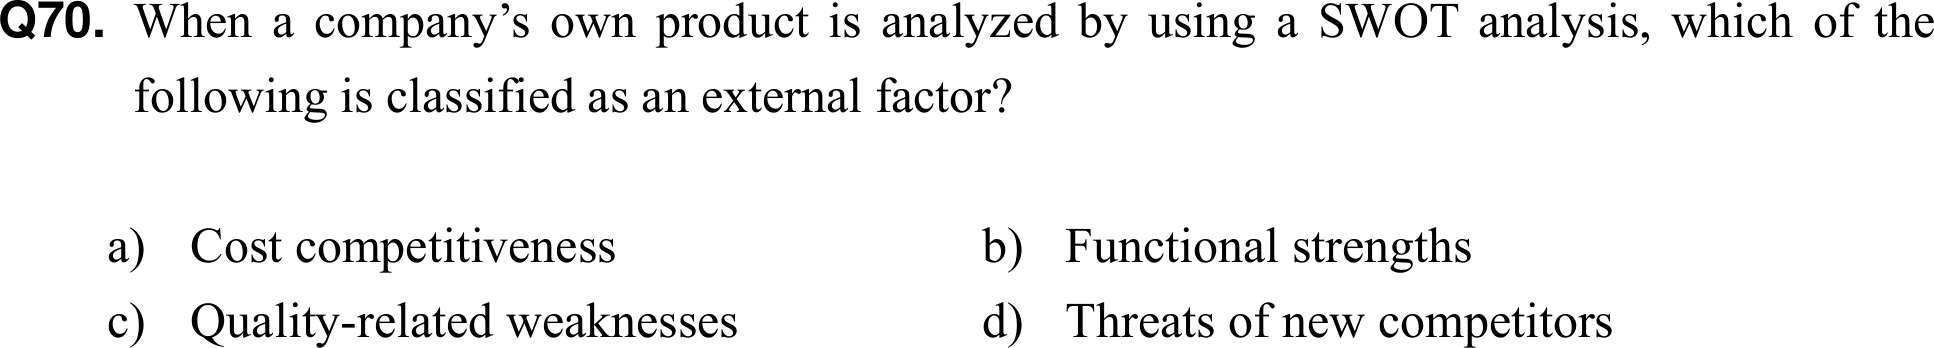 Q70. When a company's own product is analyzed by using a SWOT analysis, which of the
following is classified as an external factor?
a) Cost competitiveness b) Functional strengths
c) Quality-related weaknesses d) Threats of new competitors